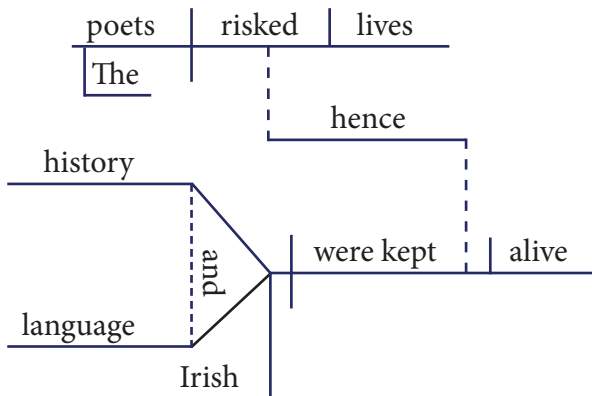 poets risked lives
The
hence
history
were kept alive
and
language
Irish